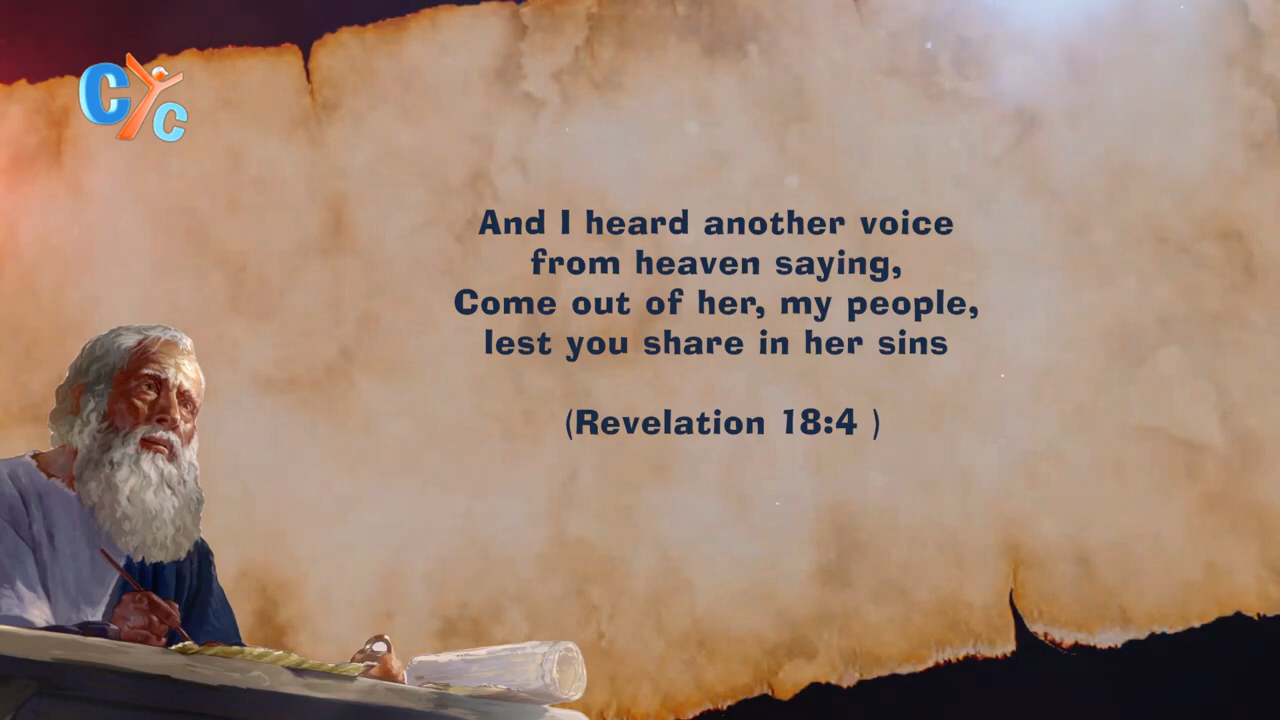 CYC
And I heard another voice
from heaven saying,
Come out of her, my people,
lest you share in her sins
(Revelation 18:4 )